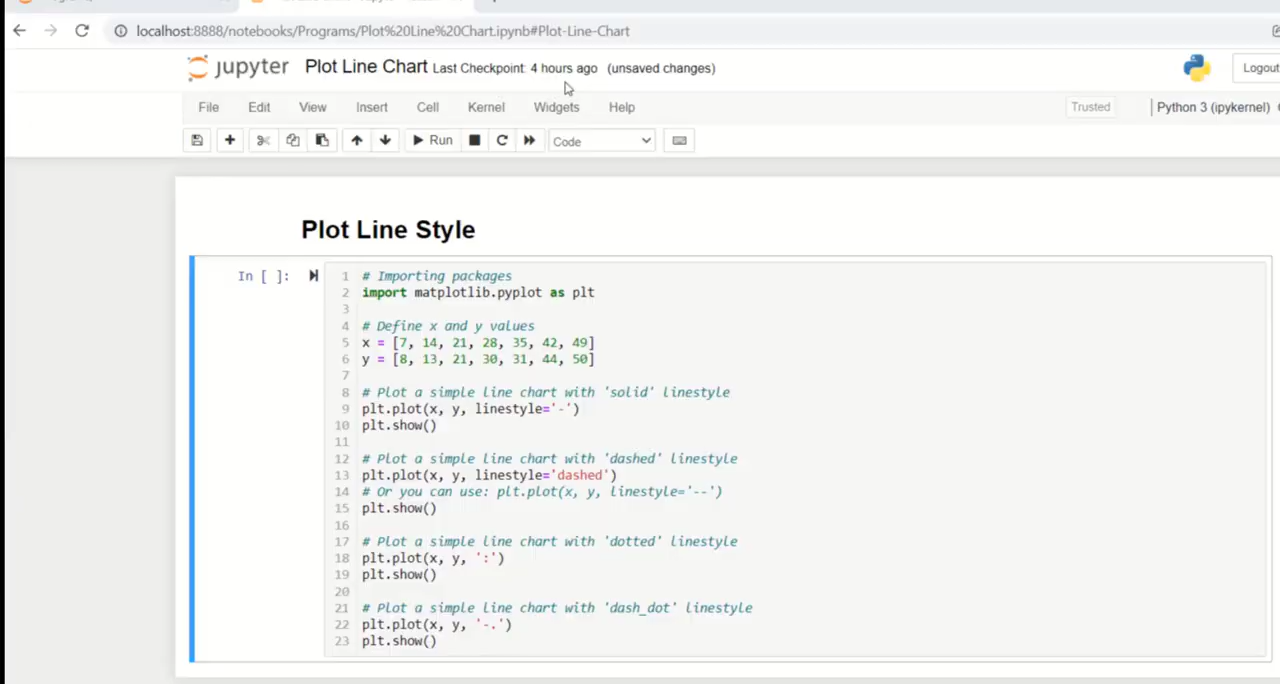 localhost:8888/notebooks/Programs/Plot%20Line%20Chart.ipynb#Plot-Line-Chart
jupyter Plot Line Chart Last Checkpoint: 4 hours ago (unsaved changes) Logout
File Edit View Insert Cell Kernel Widgets Help Trusted Python 3 (ipykernel)
Run Code
Plot Line Style
In [ ]:
1 # Importing packages
2 import matplotlib.pyplot as plt
3
4 # Define x and y values
5 x = [7, 14, 21, 28, 35, 42, 49]
6 y = [8, 13, 21, 30, 31, 44, 50]
7
8 # Plot a simple line chart with 'solid' linestyle
9 plt.plot(x, y, linestyle='-')
10 plt.show()
11
12 # Plot a simple line chart with 'dashed' linestyle
13 plt.plot(x, y, linestyle='dashed')
14 # Or you can use: plt.plot(x, y, linestyle='--')
15 plt.show()
16
17 # Plot a simple line chart with 'dotted' linestyle
18 plt.plot(x, y, ':')
19 plt.show()
20
21 # Plot a simple line chart with 'dash_dot' linestyle
22 plt.plot(x, y, '-.')
23 plt.show()